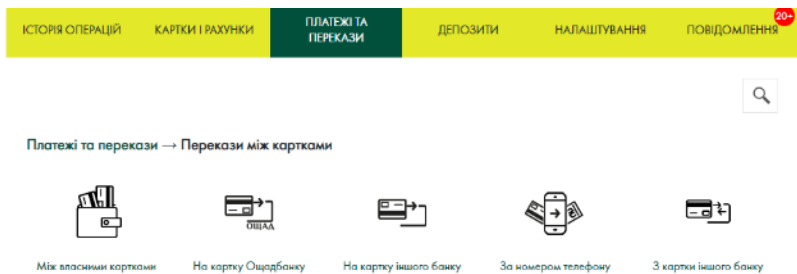 ІСТОРІЯ ОПЕРАЦІЙ КАРТКИ І РАХУНКИ ПЛАТЕЖІ ТА ПЕРЕКАЗИ ДЕПОЗИТИ НАЛАШТУВАННЯ ПОВІДОМЛЕННЯ 20+
Платежі та перекази → Перекази між картками
ОЩАД
Між власними картками На картку Ощадбанку На картку іншого банку За номером телефону З картки іншого банку